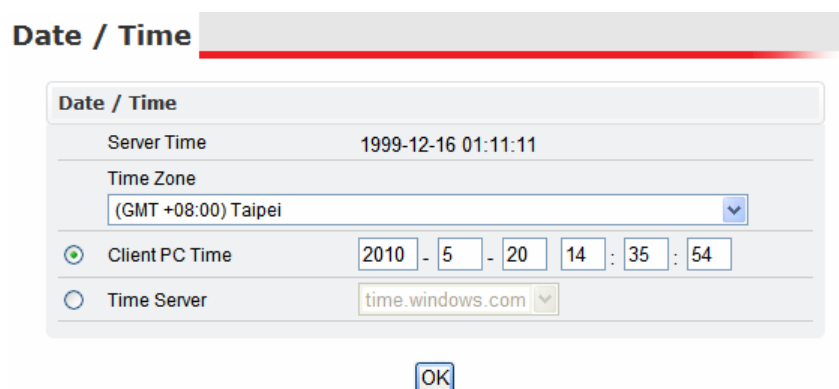 Date / Time
Date / Time
Server Time 1999-12-16 01:11:11
Time Zone
(GMT +08:00) Taipei
Client PC Time 2010 - 5 - 20 14 : 35 : 54
Time Server time.windows.com
OK